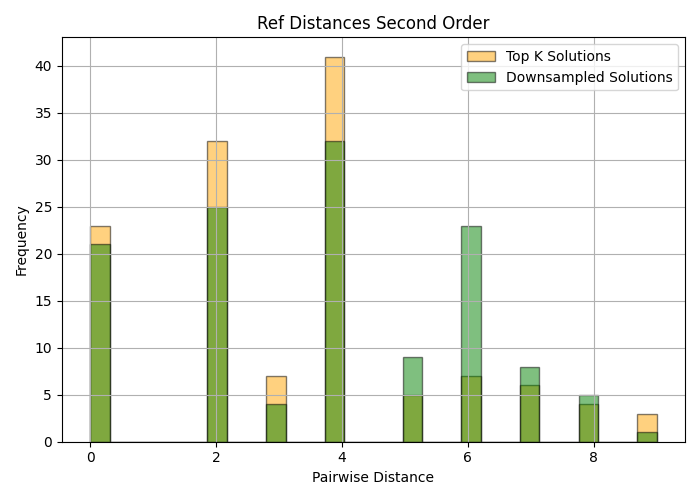 Ref Distances Second Order
Top K Solutions
Downsampled Solutions
Frequency
40
35
30
25
20
15
10
5
0
0 2 4 6 8
Pairwise Distance